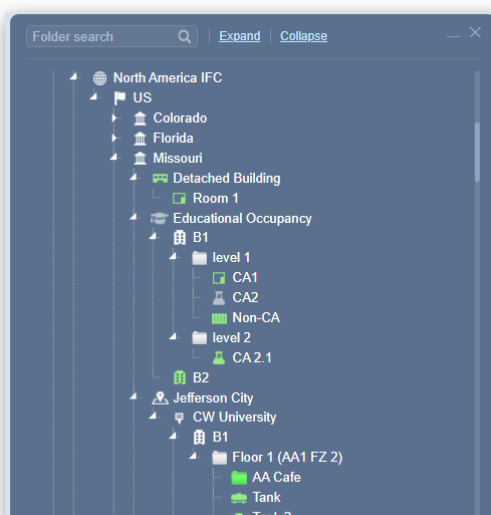 Folder search
Expand
Collapse
North America IFC
US
Colorado
Florida
Missouri
Detached Building
Room 1
Educational Occupancy
B1
level 1
CA1
CA2
Non-CA
level 2
CA 2.1
B2
Jefferson City
CW University
B1
Floor 1 (AA1 FZ 2)
AA Cafe
Tank